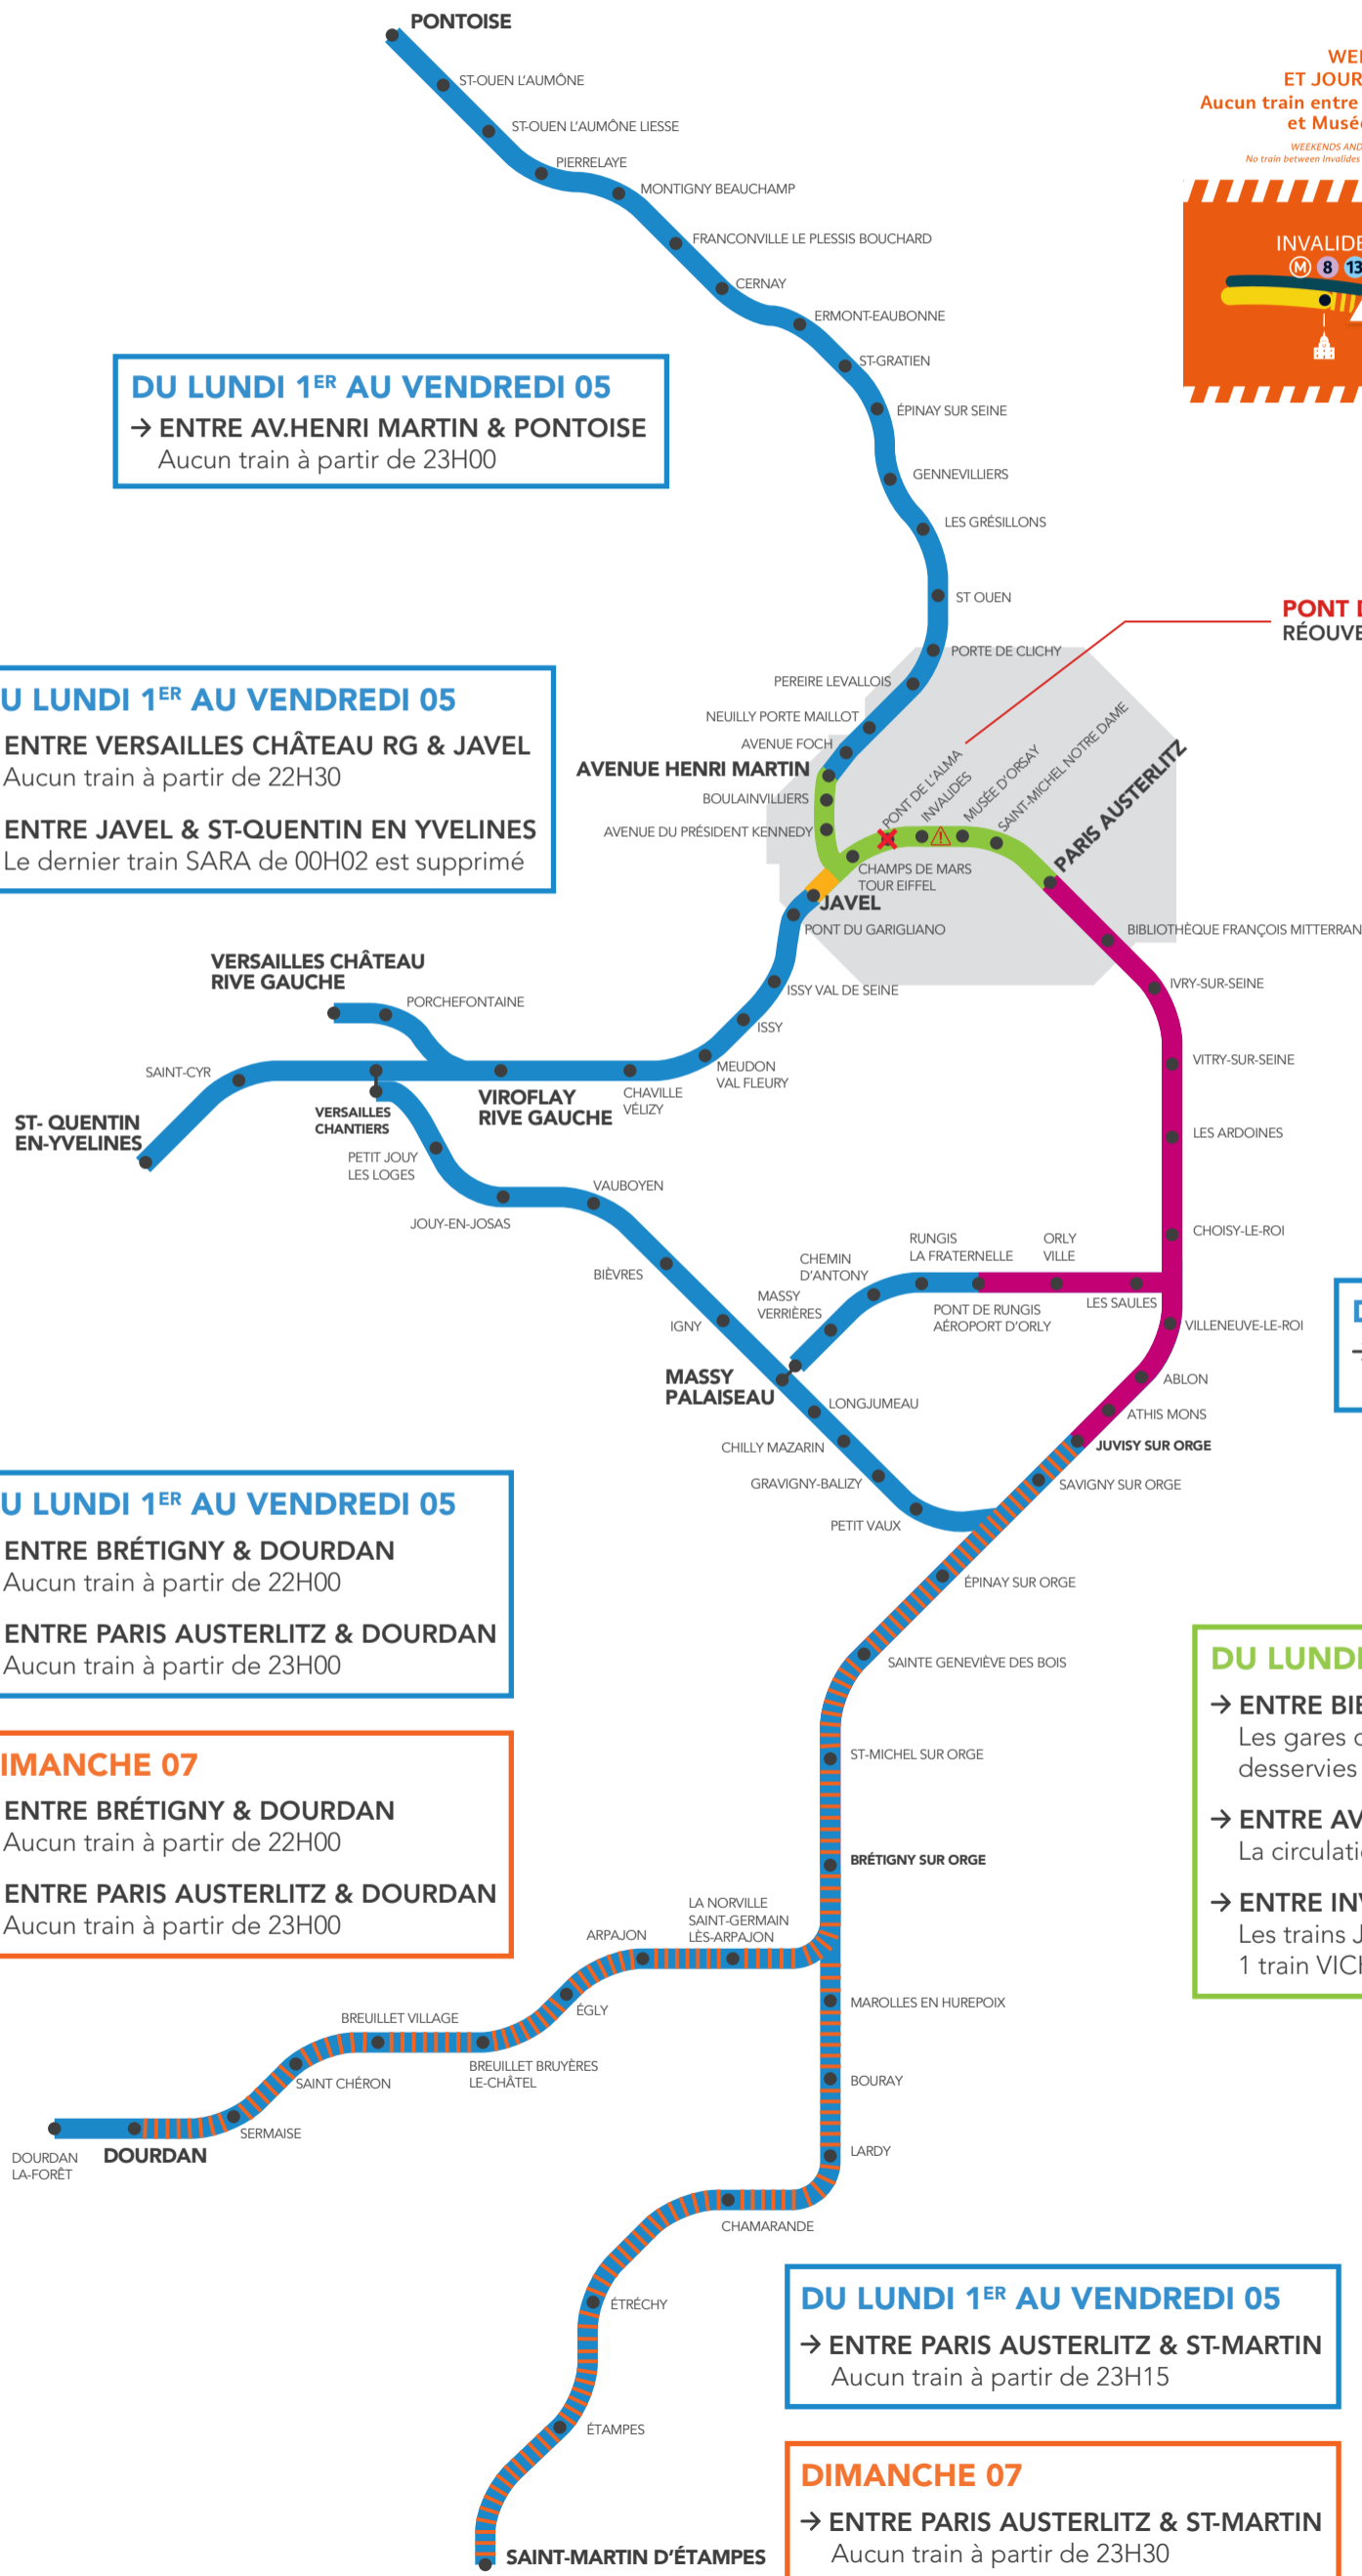 PONTOISE
ST-OUEN L'AUMÔNE
ST-OUEN L'AUMÔNE LIESSE
PIERRELAYE
MONTIGNY BEAUCHAMP
FRANCONVILLE LE PLESSIS BOUCHARD
CERNAY
ERMONT-EAUBONNE
ST-GRATIEN
ÉPINAY SUR SEINE
GENNEVILLIERS
LES GRÉSILLONS
ST OUEN
PORTE DE CLICHY
PEREIRE LEVALLOIS
NEUILLY PORTE MAILLOT
AVENUE FOCH
AVENUE HENRI MARTIN
BOULAINVILLIERS
AVENUE DU PRÉSIDENT KENNEDY
ET JOUR
Aucun train entre
et Musé
WEEKENDS AND
No train between Invalides
INVALIDE
M 8 13
DU LUNDI 1ER AU VENDREDI 05
→ ENTRE AV.HENRI MARTIN & PONTOISE
Aucun train à partir de 23H00
PONT D
RÉOUVE
U LUNDI 1ER AU VENDREDI 05
ENTRE VERSAILLES CHÂTEAU RG & JAVEL
Aucun train à partir de 22H30
ENTRE JAVEL & ST-QUENTIN EN YVELINES
Le dernier train SARA de 00H02 est supprimé
PONT DE L'ALMA
INVALIDES
MUSÉE D'ORSAY
SAINT-MICHEL NOTRE DAME
PARIS AUSTERLITZ
CHAMPS DE MARS
TOUR EIFFEL
JAVEL
PONT DU GARIGLIANO
ISSY VAL DE SEINE
ISSY
MEUDON
VAL FLEURY
CHAVILLE
VÉLIZY
VIROFLAY
RIVE GAUCHE
VERSAILLES CHÂTEAU
RIVE GAUCHE
PORCHEFONTAINE
SAINT-CYR
ST- QUENTIN
EN-YVELINES
VERSAILLES
CHANTIERS
PETIT JOUY
LES LOGES
JOUY-EN-JOSAS
VAUBOYEN
BIÈVRES
IGNY
MASSY
PALAISEAU
MASSY
VERRIÈRES
CHEMIN
D'ANTONY
RUNGIS
LA FRATERNELLE
PONT DE RUNGIS
AÉROPORT D'ORLY
ORLY
VILLE
LES SAULES
BIBLIOTHÈQUE FRANÇOIS MITTERRAN
IVRY-SUR-SEINE
VITRY-SUR-SEINE
LES ARDOINES
CHOISY-LE-ROI
VILLENEUVE-LE-ROI
ABLON
ATHIS MONS
JUVISY SUR ORGE
SAVIGNY SUR ORGE
LONGJUMEAU
CHILLY MAZARIN
GRAVIGNY-BALIZY
PETIT VAUX
ÉPINAY SUR ORGE
SAINTE GENEVIÈVE DES BOIS
ST-MICHEL SUR ORGE
BRÉTIGNY SUR ORGE
U LUNDI 1ER AU VENDREDI 05
ENTRE BRÉTIGNY & DOURDAN
Aucun train à partir de 22H00
ENTRE PARIS AUSTERLITZ & DOURDAN
Aucun train à partir de 23H00
IMANCHE 07
ENTRE BRÉTIGNY & DOURDAN
Aucun train à partir de 22H00
ENTRE PARIS AUSTERLITZ & DOURDAN
Aucun train à partir de 23H00
DU LUNDI
→ ENTRE BIB
Les gares d
desservies
→ ENTRE AV
La circulati
→ ENTRE INV
Les trains J
1 train VICK
LA NORVILLE
SAINT-GERMAIN
LÈS-ARPAJON
ARPAJON
ÉGLY
BREUILLET BRUYÈRES
LE-CHÂTEL
BREUILLET VILLAGE
SAINT CHÉRON
SERMAISE
DOURDAN
DOURDAN
LA-FORÊT
MAROLLES EN HUREPOIX
BOURAY
LARDY
CHAMARANDE
ÉTRÉCHY
ÉTAMPES
SAINT-MARTIN D'ÉTAMPES
DU LUNDI 1ER AU VENDREDI 05
→ ENTRE PARIS AUSTERLITZ & ST-MARTIN
Aucun train à partir de 23H15
DIMANCHE 07
→ ENTRE PARIS AUSTERLITZ & ST-MARTIN
Aucun train à partir de 23H30